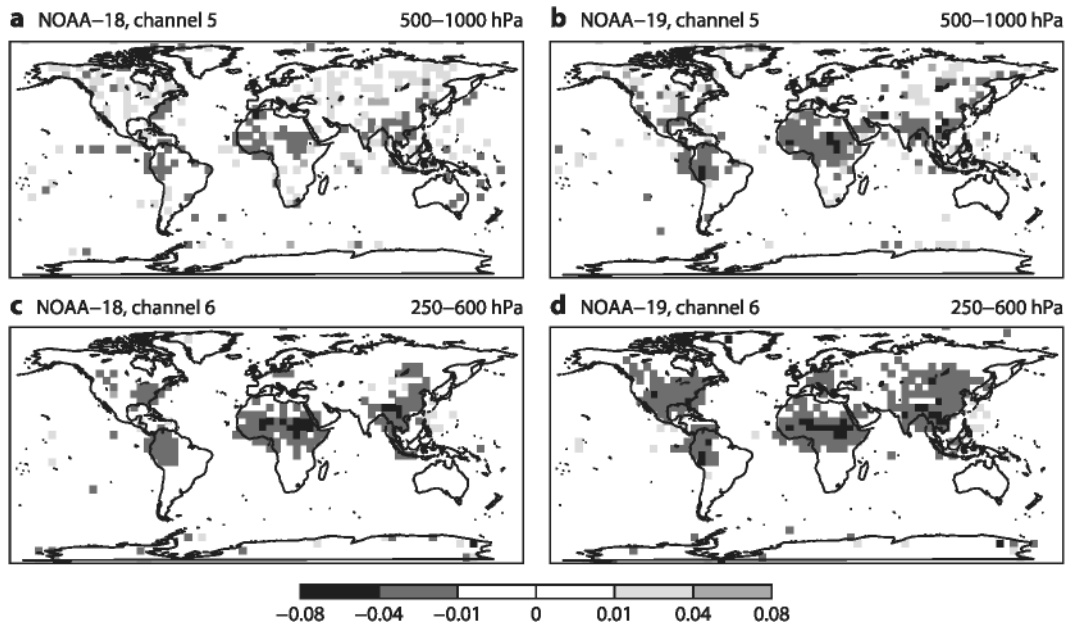 a NOAA−18, channel 5 500–1000 hPa
b NOAA−19, channel 5 500–1000 hPa
c NOAA−18, channel 6 250–600 hPa
d NOAA−19, channel 6 250–600 hPa
−0.08 −0.04 −0.01 0 0.01 0.04 0.08